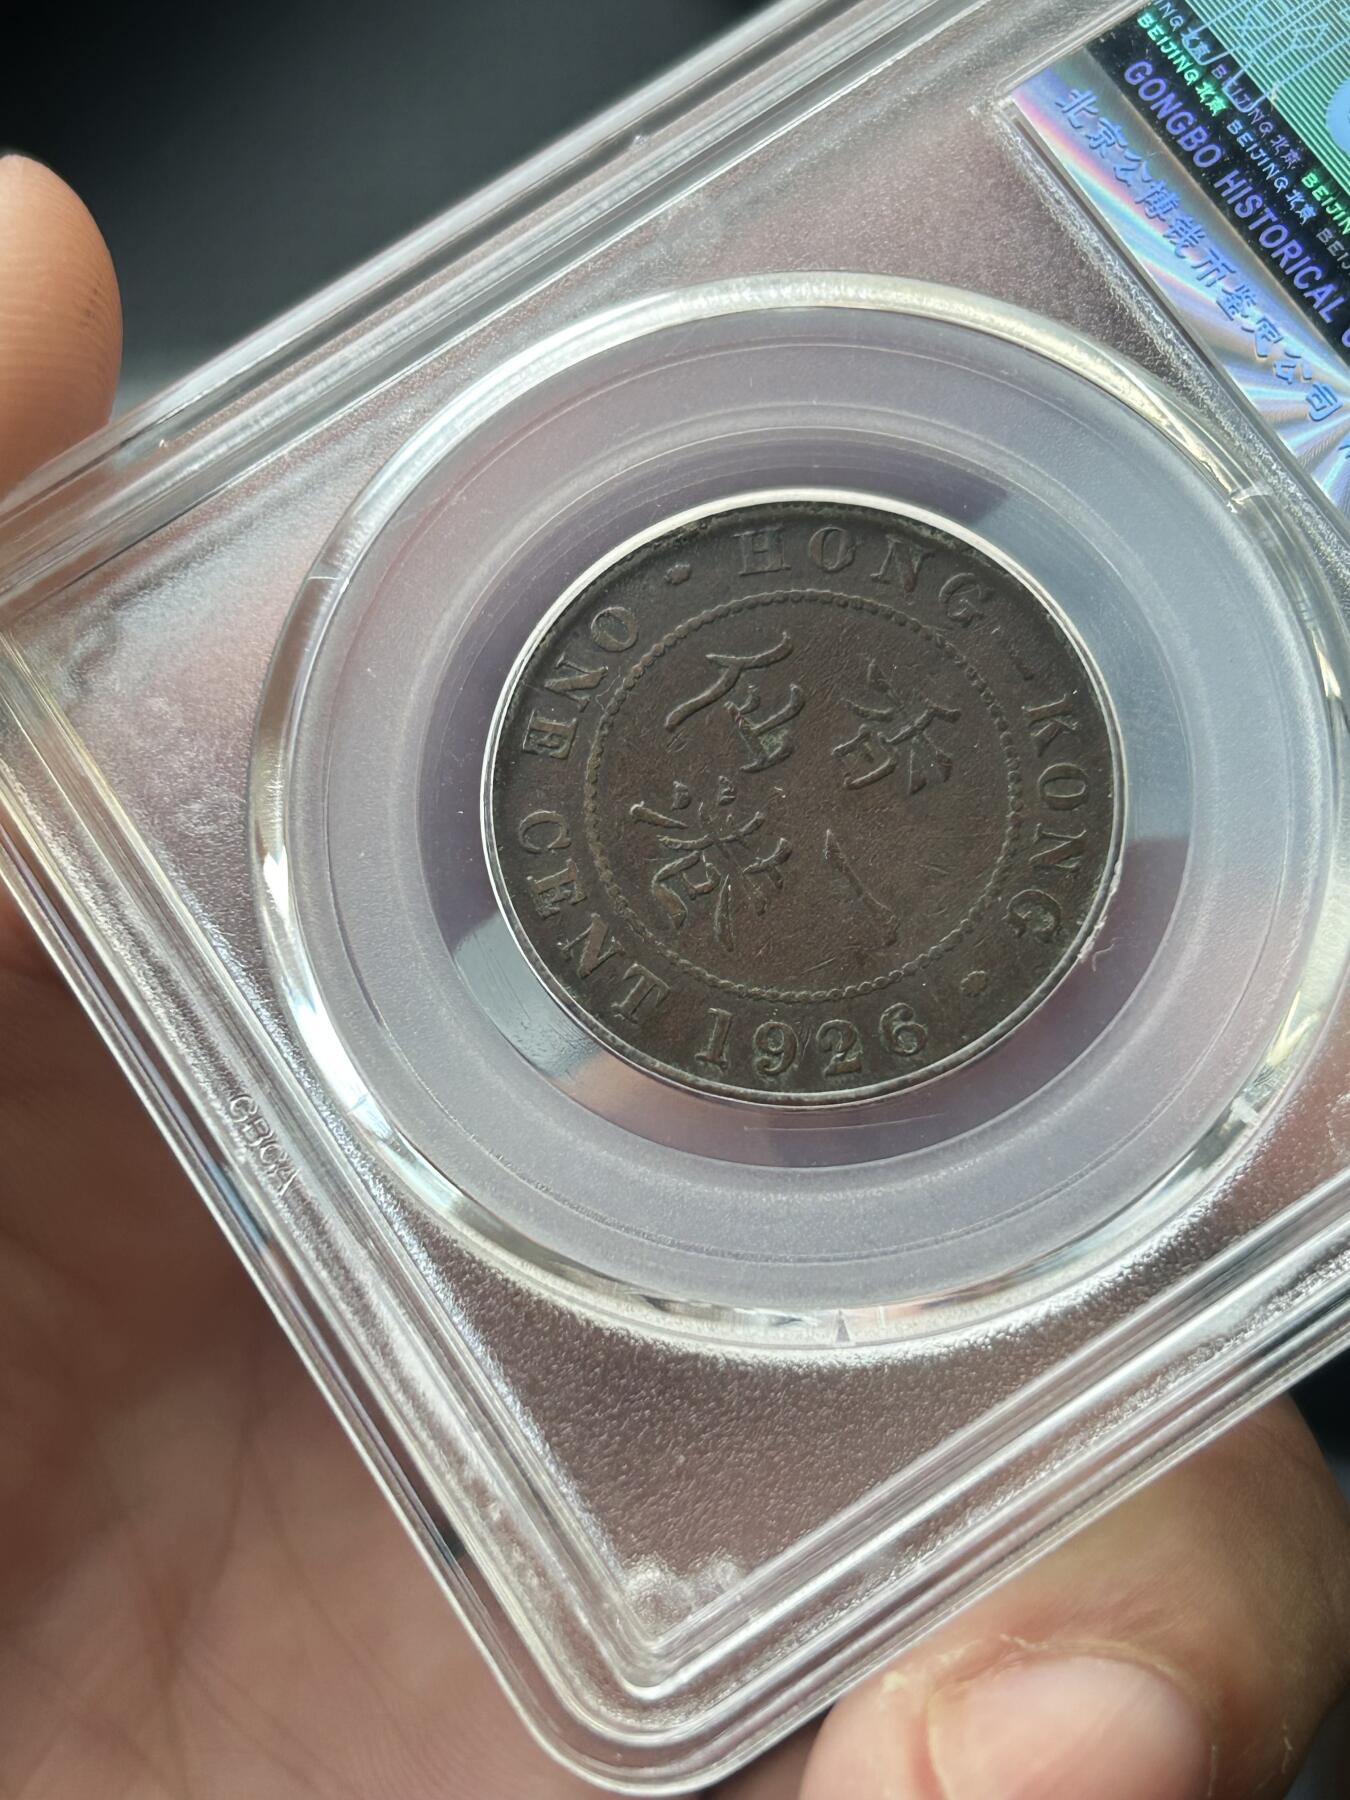 BEIJING 北京 BEIJING 北京 BEIJING
BEIJING 北京 BEIJING 北京
GONGBO HISTORICAL
北京公博钱币鉴定公司
HONG-KONG
ONE CENT 1926
香
港
一
仙
GBCA